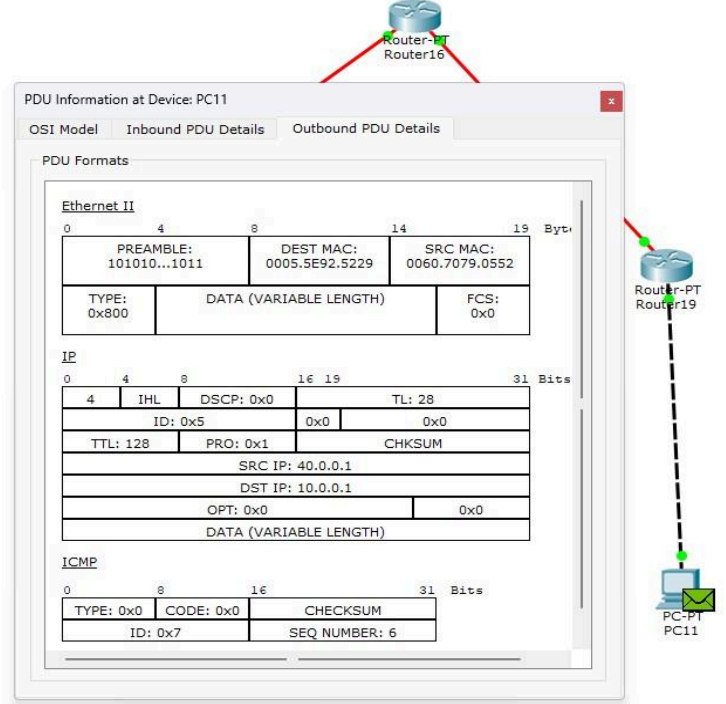 Router-PT
Router16
PDU Information at Device: PC11
x
OSI Model Inbound PDU Details Outbound PDU Details
PDU Formats
Ethernet II
0 4 8 14 19 Byte
PREAMBLE: DEST MAC: SRC MAC:
101010...1011 0005.5E92.5229 0060.7079.0552
TYPE: DATA (VARIABLE LENGTH) FCS:
0x800 0x0
IP
0 4 8 16 19 31 Bits
4 IHL DSCP: 0x0 TL: 28
ID: 0x5 0x0 0x0
TTL: 128 PRO: 0x1 CHKSUM
SRC IP: 40.0.0.1
DST IP: 10.0.0.1
OPT: 0x0 0x0
DATA (VARIABLE LENGTH)
ICMP
0 8 16 31 Bits
TYPE: 0x0 CODE: 0x0 CHECKSUM
ID: 0x7 SEQ NUMBER: 6
Router-PT
Router19
PC-PT
PC11